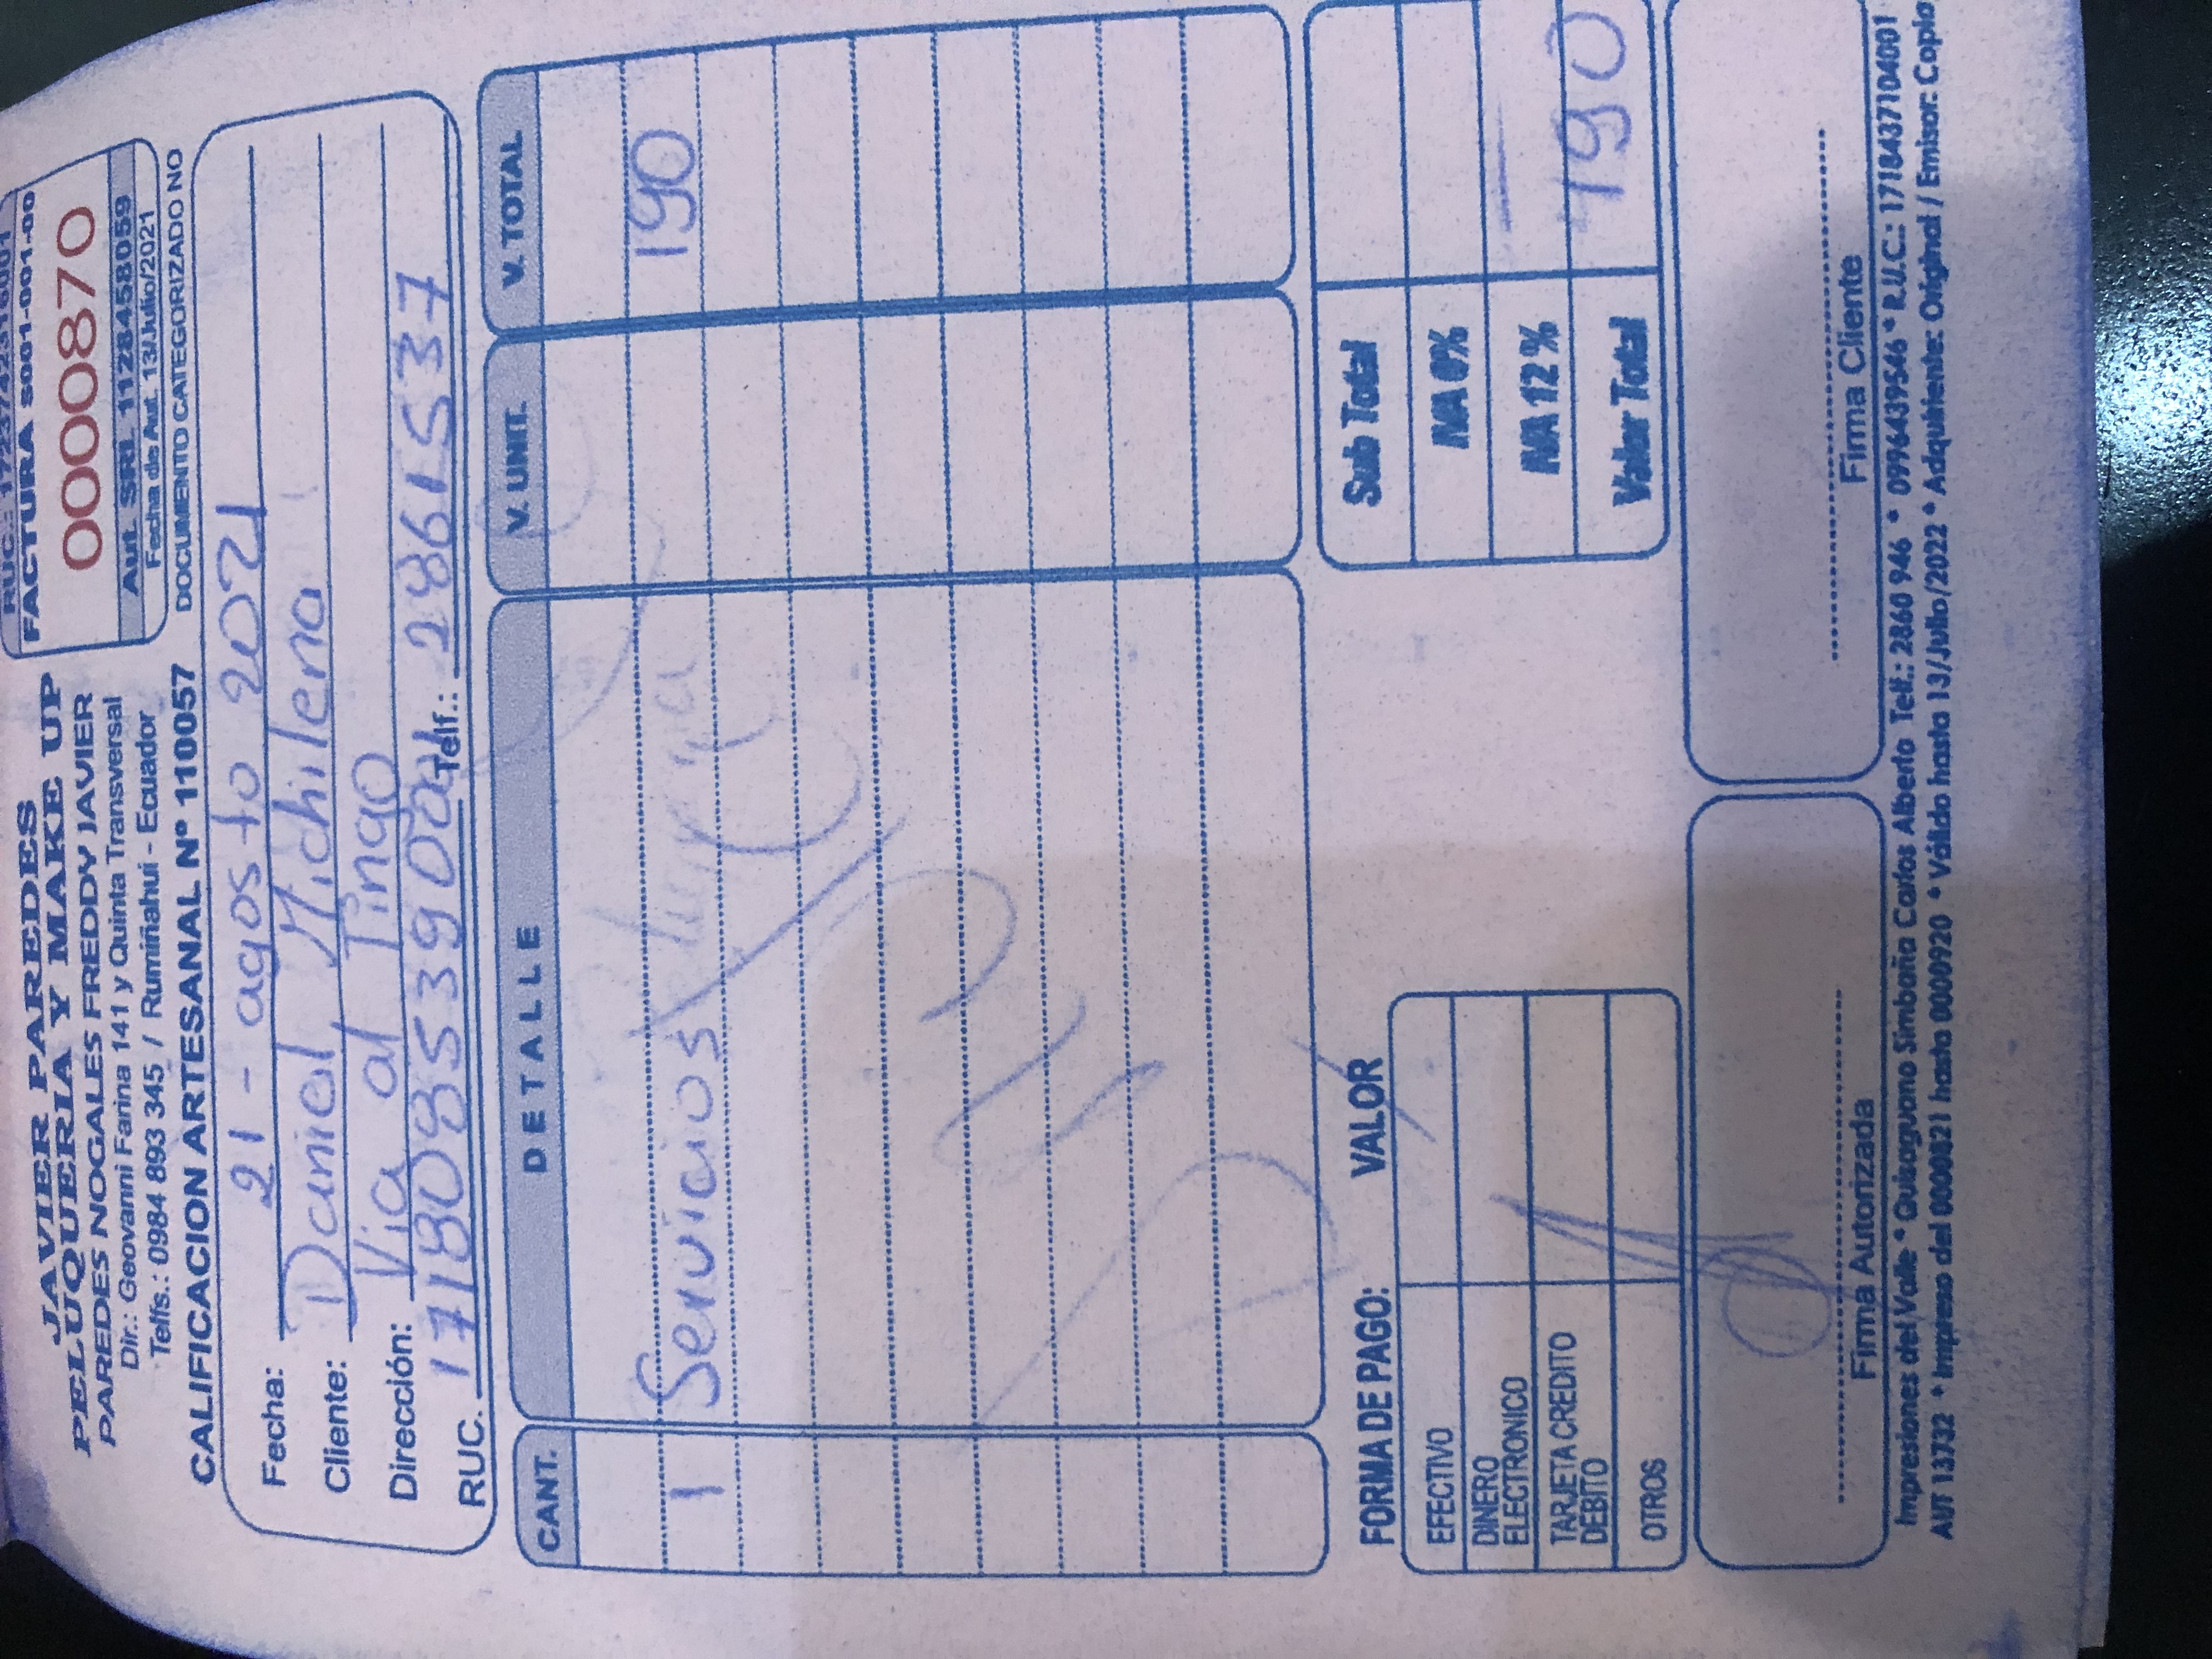 JAVIER PAREDES
PELUQUERIA Y MAKE UP
PAREDES NOGALES FREDDY JAVIER
Dir.: Geovanni Farina 141 y Quinta Transversal
Telfs.: 0984 893 345 / Rumiñahui - Ecuador
CALIFICACION ARTESANAL Nº 110057
RUC.: 1723742316001
FACTURA S001-001-00
0000870
Aut. SRI. 1128458059
Fecha de Aut. 13/Julio/2021
DOCUMENTO CATEGORIZADO NO
Fecha: 21 - agosto 2021
Cliente: Daniel Michilena
Dirección: Via al Tingo
RUC. 1718085390001 Telf.: 2861537
CANT. DETALLE V. UNIT. V. TOTAL
1 Servicios 190
FORMA DE PAGO: VALOR
EFECTIVO
DINERO
ELECTRONICO
TARJETA CREDITO
DEBITO
OTROS
Sub Total
IVA 0%
IVA 12% —
Valor Total 190
Firma Autorizada
Firma Cliente
Impresiones del Valle * Quisaguano Simbaña Carlos Alberto Telf.: 2860 946 * 0996439546 * R.U.C.: 1718437104001
AUT 13732 * Impreso del 0000821 hasta 0000920 * Válido hasta 13/Julio/2022 * Adquiriente: Original / Emisor: Copia